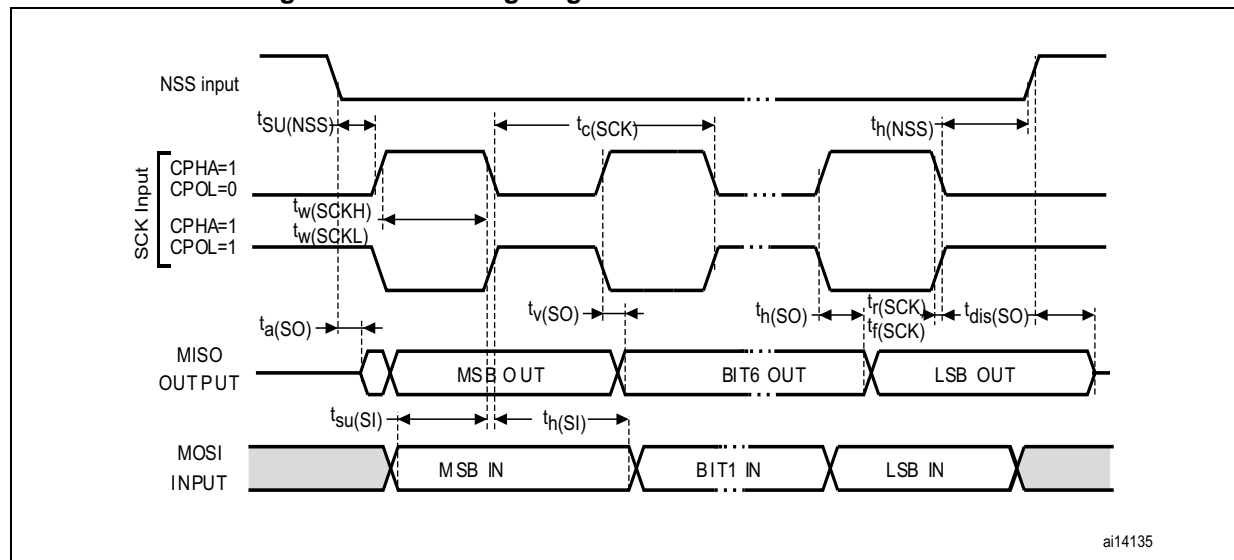 NSS input
tSU(NSS)
tc(SCK)
th(NSS)
SCK Input
CPHA=1
CPOL=0
tw(SCKH)
CPHA=1
tw(SCKL)
CPOL=1
ta(SO)
tv(SO)
th(SO)
tr(SCK)
tf(SCK)
tdis(SO)
MISO
OUTPUT
MSB OUT
BIT6 OUT
LSB OUT
tsu(SI)
th(SI)
MOSI
INPUT
MSB IN
BIT1 IN
LSB IN
ai14135